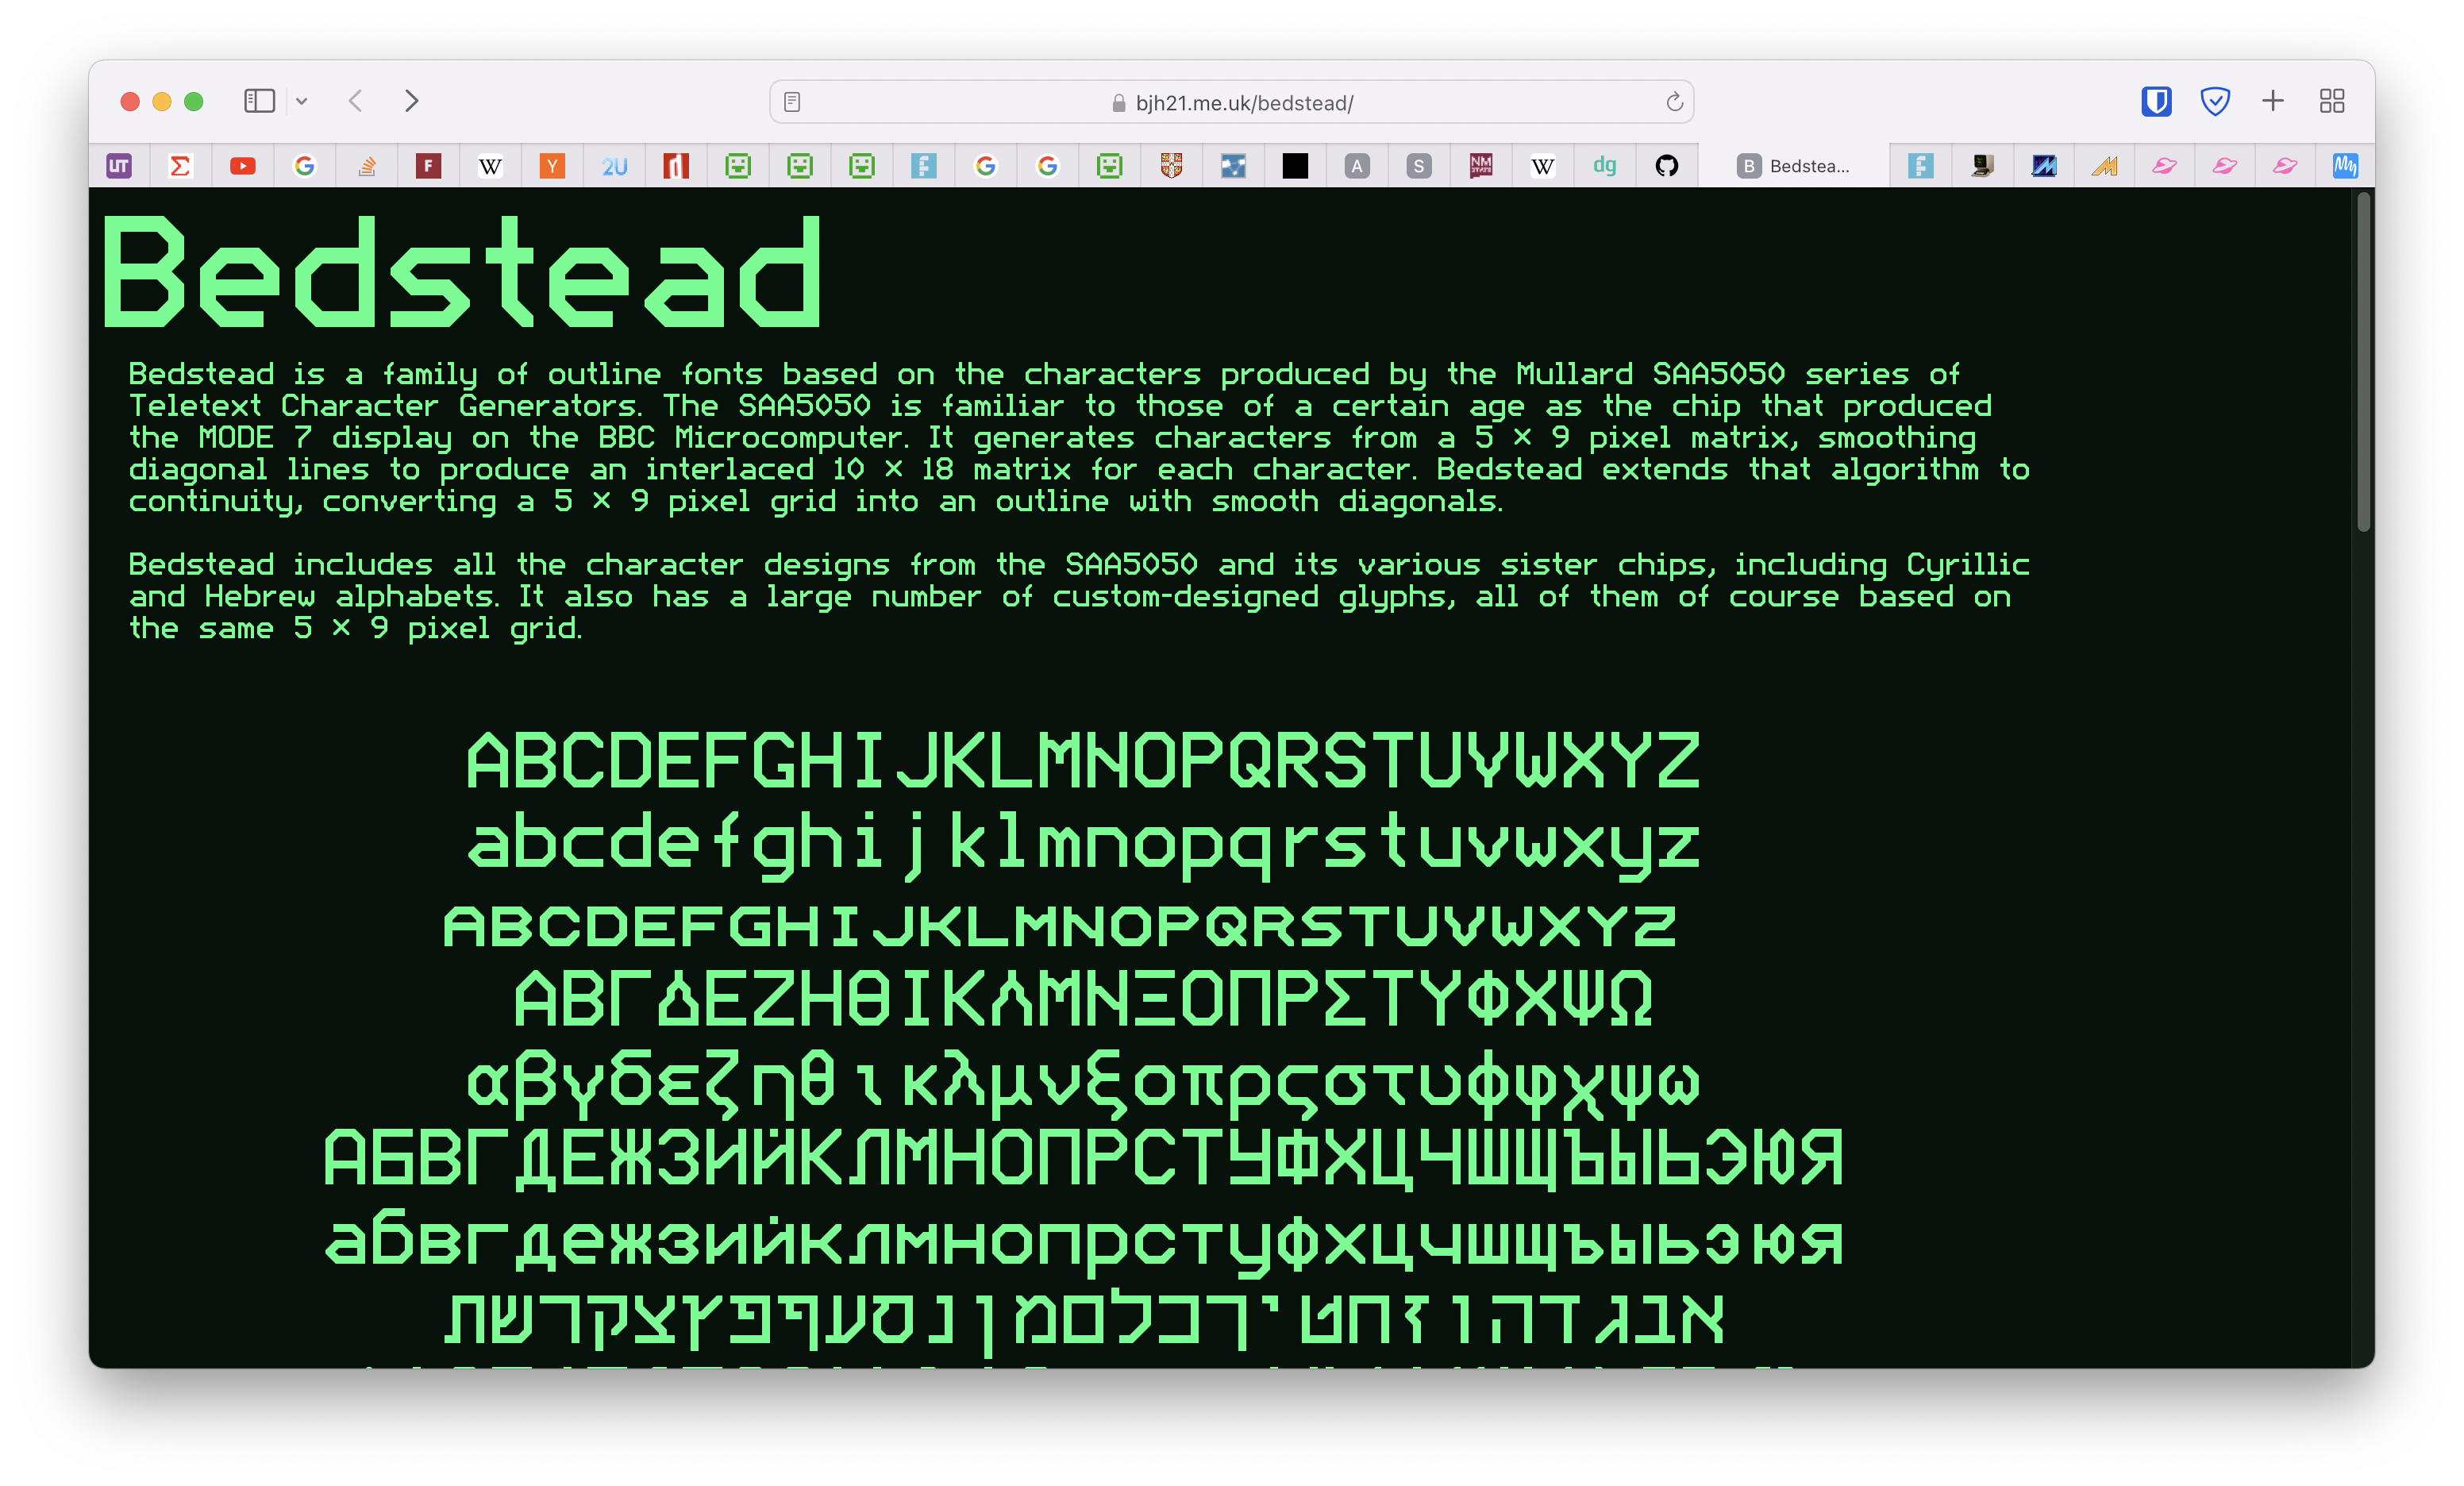 bjh21.me.uk/bedstead/
B Bedstea...
Bedstead
Bedstead is a family of outline fonts based on the characters produced by the Mullard SAA5050 series of
Teletext Character Generators. The SAA5050 is familiar to those of a certain age as the chip that produced
the MODE 7 display on the BBC Microcomputer. It generates characters from a 5 × 9 pixel matrix, smoothing
diagonal lines to produce an interlaced 10 × 18 matrix for each character. Bedstead extends that algorithm to
continuity, converting a 5 × 9 pixel grid into an outline with smooth diagonals.
Bedstead includes all the character designs from the SAA5050 and its various sister chips, including Cyrillic
and Hebrew alphabets. It also has a large number of custom-designed glyphs, all of them of course based on
the same 5 × 9 pixel grid.
ABCDEFGHIJKLMNOPQRSTUVWXYZ
abcdefghijklmnopqrstuvwxyz
ABCDEFGHIJKLMNOPQRSTUVWXYZ
ΑΒΓΔΕΖΗΘΙΚΛΜΝΞΟΠΡΣΤΥΦΧΨΩ
αβγδεζηθικλμνξοπρςστυϕφχψω
АБВГДЕЖЗИЙКЛМНОПРСТУФХЦЧШЩЪЫЬЭЮЯ
абвгдежзийклмнопрстуфхцчшщъыьэюя
אבגדהוזחטיךכלםמןנסעףפץצקרשת